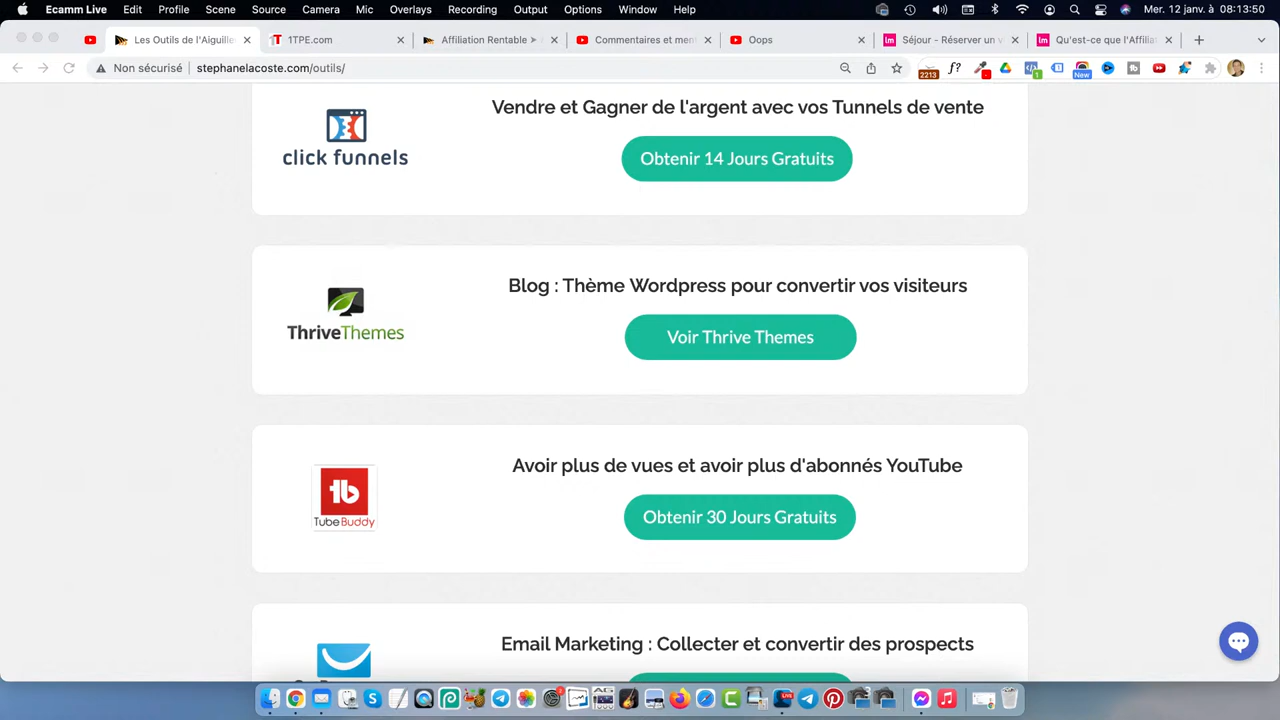 Ecamm Live Edit Profile Scene Source Camera Mic Overlays Recording Output Options Window Help Mer. 12 janv. à 08:13:50
Les Outils de l'Aiguille 1TPE.com Affiliation Rentable Commentaires et men Oops Séjour - Réserver un v Qu'est-ce que l'Affilia
Non sécurisé stephanelacoste.com/outils/
2213 f? 1 New
click funnels
Vendre et Gagner de l'argent avec vos Tunnels de vente
Obtenir 14 Jours Gratuits
ThriveThemes
Blog : Thème Wordpress pour convertir vos visiteurs
Voir Thrive Themes
tb
TubeBuddy
Avoir plus de vues et avoir plus d'abonnés YouTube
Obtenir 30 Jours Gratuits
Email Marketing : Collecter et convertir des prospects